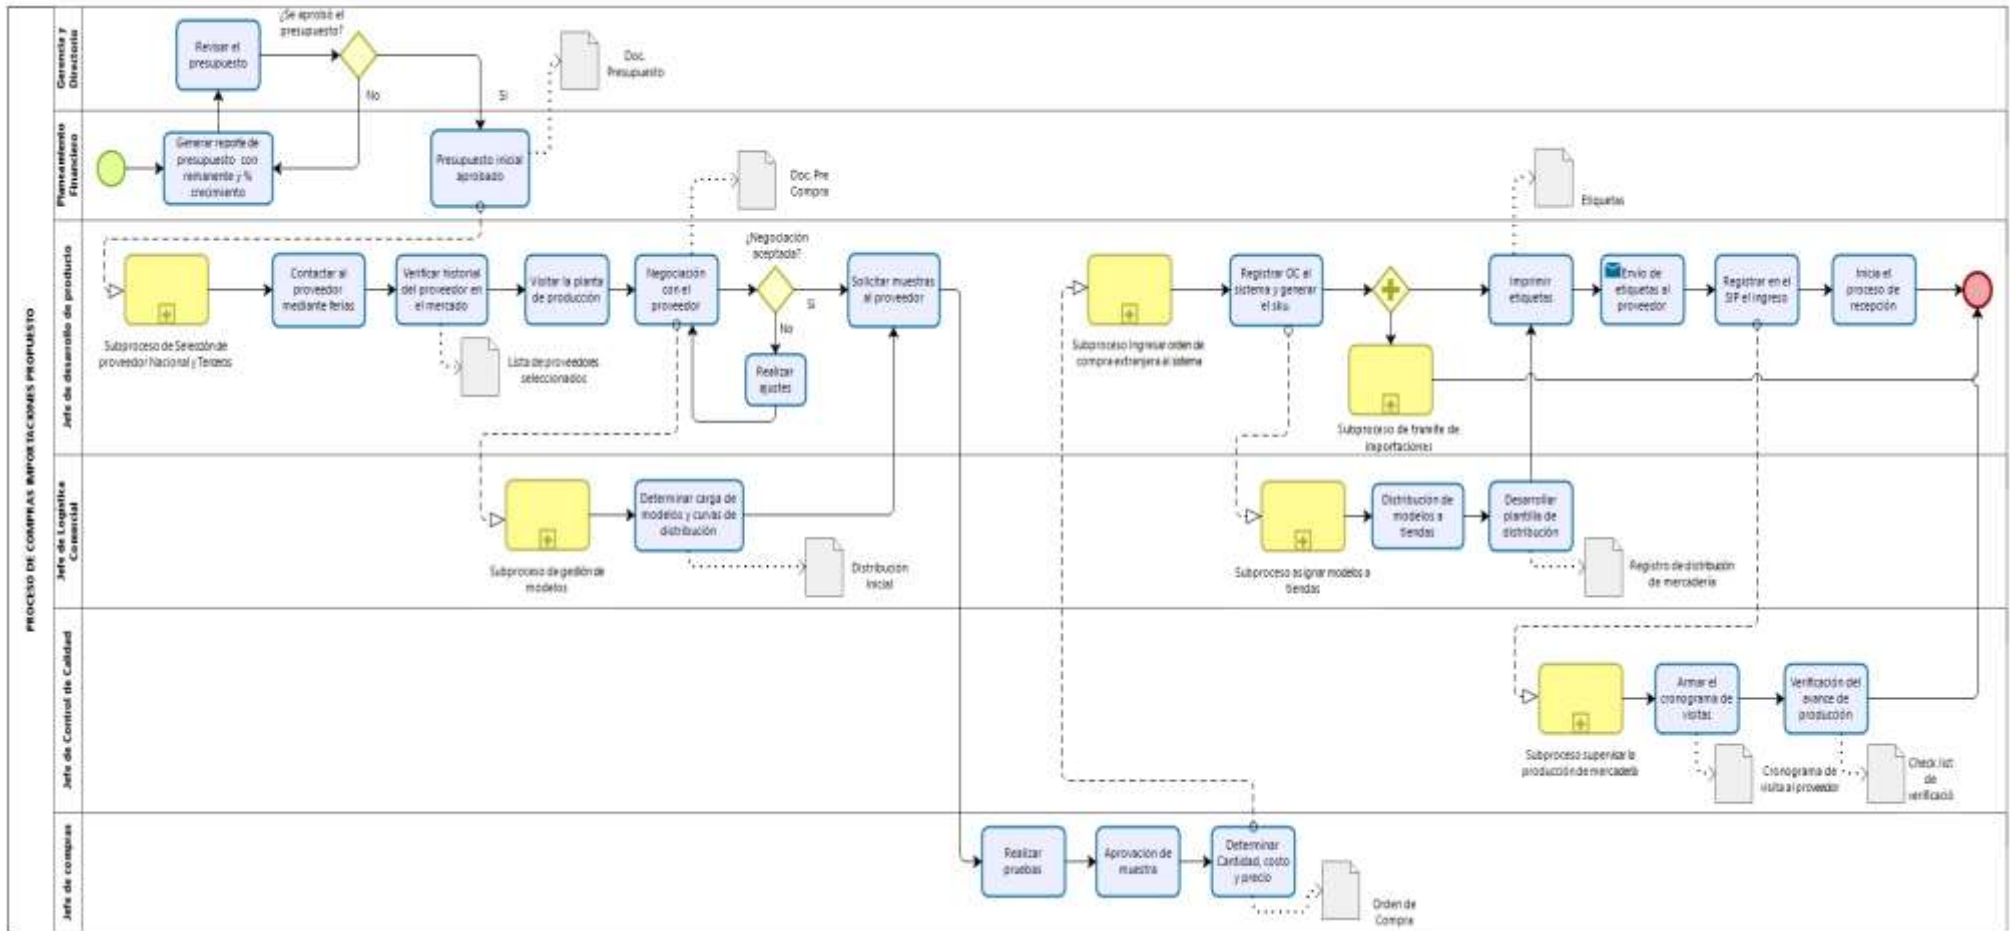 PROCESO DE COMPRAS IMPORTACIONES PROPUESTO
Gerencia y
Directorio
Revisar el
presupuesto
¿Se aprobó el
presupuesto?
No
SI
Doc.
Presupuesto
Planeamiento
Financiero
Generar reporte de
presupuesto con
remanente y %
crecimiento
Presupuesto inicial
aprobado
Doc. Pre
Compra
Etiquetas
Jefe de desarrollo de producto
Subproceso de Selección de
proveedor Nacional y Terceros
Contactar al
proveedor
mediante ferias
Verificar historial
del proveedor en
el mercado
Lista de proveedores
seleccionados
Visitar la planta
de producción
Negociación
con el
proveedor
¿Negociación
aceptada?
SI
No
Realizar
ajustes
Solicitar muestras
al proveedor
Subproceso Ingresar orden de
compra extranjera al sistema
Registrar OC al
sistema y generar
el sku.
Subproceso de tramite de
importaciones
Imprimir
etiquetas
Envio de
etiquetas al
proveedor
Registrar en el
SIP el ingreso
Inicia el
proceso de
recepción
Jefe de Logística
Comercial
Subproceso de gestión de
modelos
Determinar carga de
modelos y curvas de
distribución
Distribución
Inicial
Subproceso asignar modelos a
tiendas
Distribución de
modelos a
tiendas
Desarrollar
plantilla de
distribución
Registro de distribución
de mercadería
Jefe de Control de Calidad
Subproceso supervisar la
producción de mercadería
Armar el
cronograma de
visitas
Verificación del
avance de
producción
Cronograma de
visita al proveedor
Check list
de
verificació
Jefe de compras
Realizar
pruebas
Aprovación de
muestra
Determinar
Cantidad, costo
y precio
Orden de
Compra